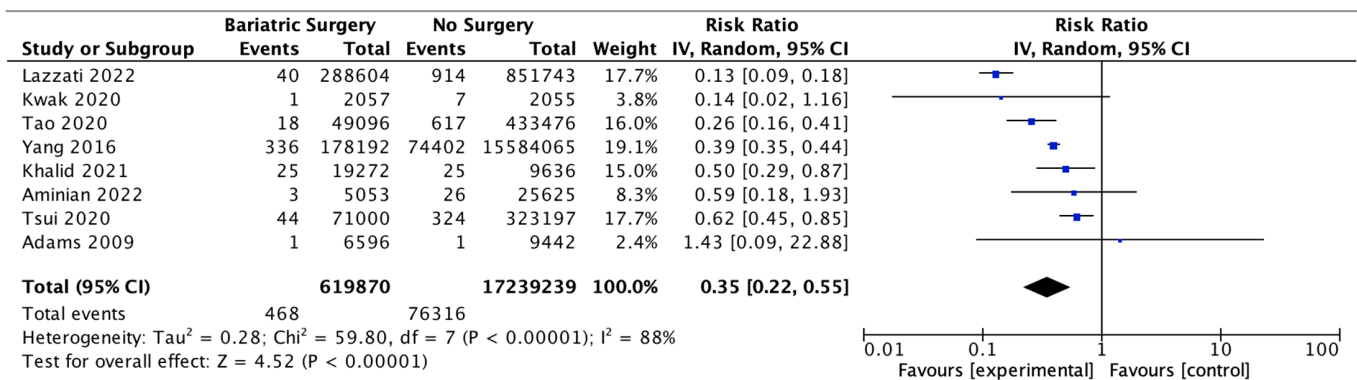 Bariatric Surgery No Surgery Risk Ratio Risk Ratio
Study or Subgroup Events Total Events Total Weight IV, Random, 95% CI IV, Random, 95% CI
Lazzati 2022 40 288604 914 851743 17.7% 0.13 [0.09, 0.18]
Kwak 2020 1 2057 7 2055 3.8% 0.14 [0.02, 1.16]
Tao 2020 18 49096 617 433476 16.0% 0.26 [0.16, 0.41]
Yang 2016 336 178192 74402 15584065 19.1% 0.39 [0.35, 0.44]
Khalid 2021 25 19272 25 9636 15.0% 0.50 [0.29, 0.87]
Aminian 2022 3 5053 26 25625 8.3% 0.59 [0.18, 1.93]
Tsui 2020 44 71000 324 323197 17.7% 0.62 [0.45, 0.85]
Adams 2009 1 6596 1 9442 2.4% 1.43 [0.09, 22.88]
Total (95% CI) 619870 17239239 100.0% 0.35 [0.22, 0.55]
Total events 468 76316
Heterogeneity: Tau² = 0.28; Chi² = 59.80, df = 7 (P < 0.00001); I² = 88%
Test for overall effect: Z = 4.52 (P < 0.00001)
0.01 0.1 1 10 100
Favours [experimental] Favours [control]